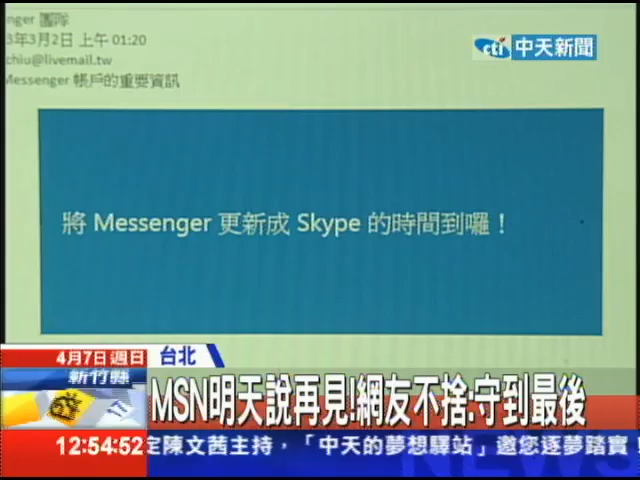 enger 團隊
3年3月2日 上午 01:20
chiu@livemail.tw
Messenger 帳戶的重要資訊
cti 中天新聞
將 Messenger 更新成 Skype 的時間到囉！
4月7日 週日
台北
新竹縣
MSN明天說再見!網友不捨:守到最後
12:54:52
定陳文茜主持，「中天的夢想驛站」邀您逐夢踏實！
NEWS